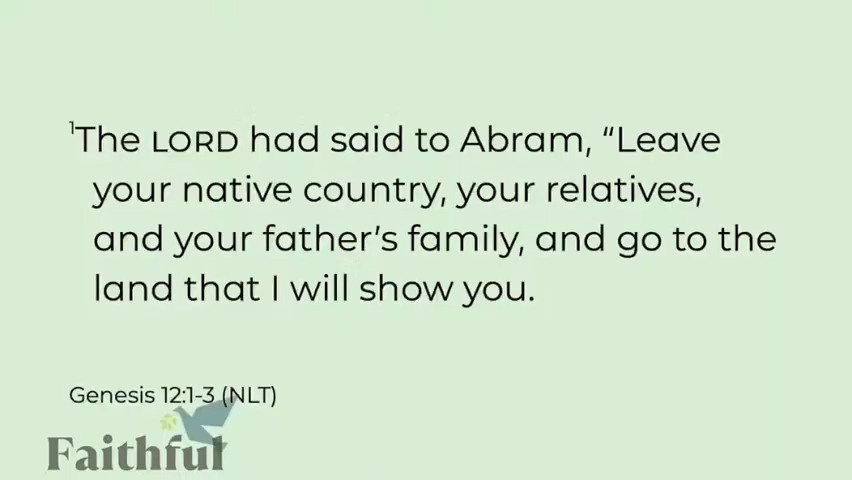 1The LORD had said to Abram, “Leave
your native country, your relatives,
and your father’s family, and go to the
land that I will show you.
Genesis 12:1-3 (NLT)
Faithful